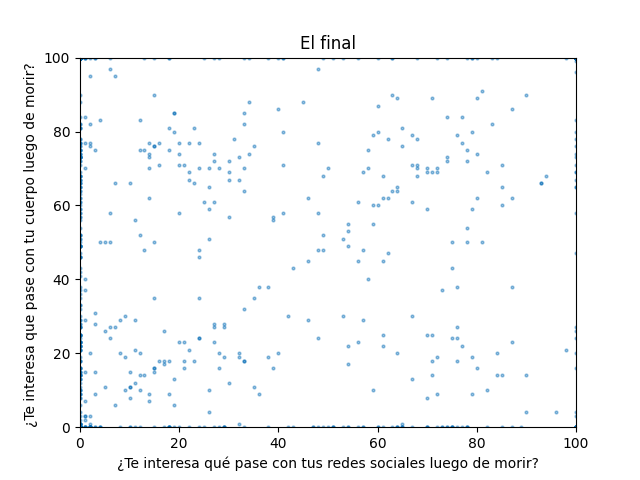 El final
¿Te interesa que pase con tu cuerpo luego de morir?
100
80
60
40
20
0
0 20 40 60 80 100
¿Te interesa qué pase con tus redes sociales luego de morir?